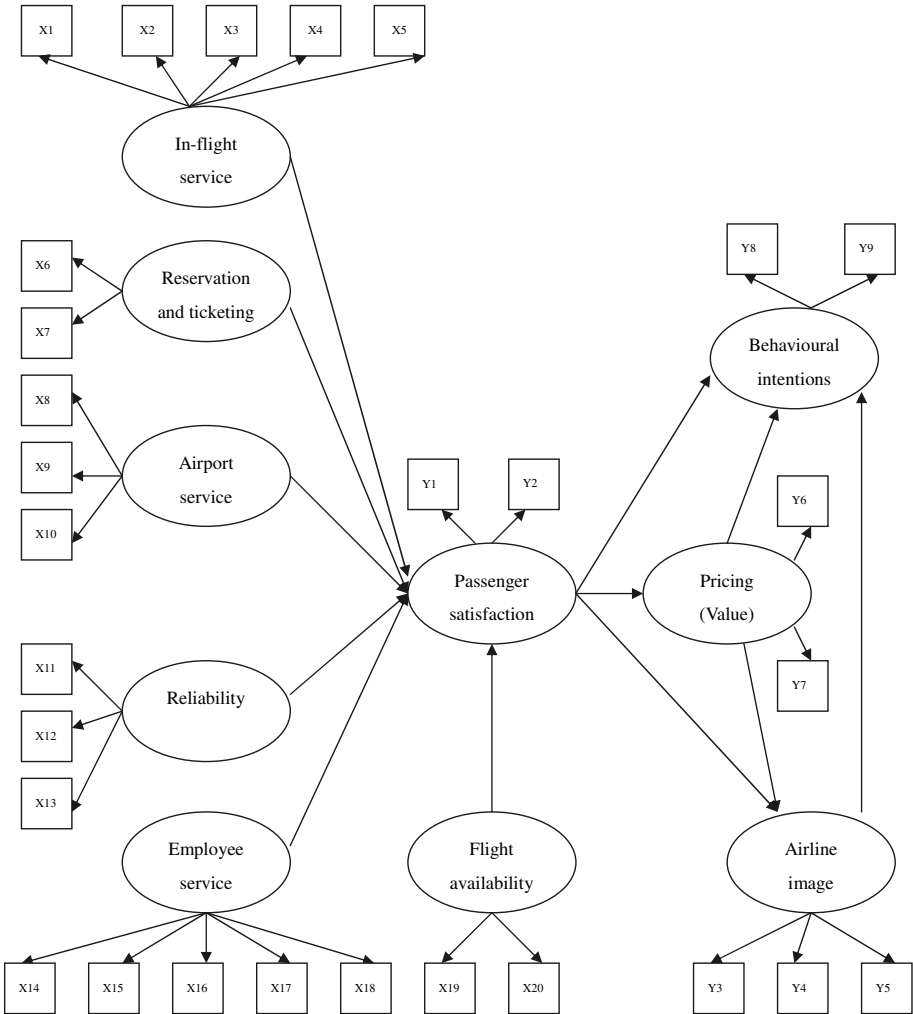 X1
X2
X3
X4
X5
In-flight
service
X6
X7
Reservation
and ticketing
X8
X9
X10
Airport
service
Y8
Y9
Behavioural
intentions
Y1
Y2
Passenger
satisfaction
Y6
Pricing
(Value)
Y7
X11
X12
X13
Reliability
Employee
service
Flight
availability
Airline
image
X14
X15
X16
X17
X18
X19
X20
Y3
Y4
Y5